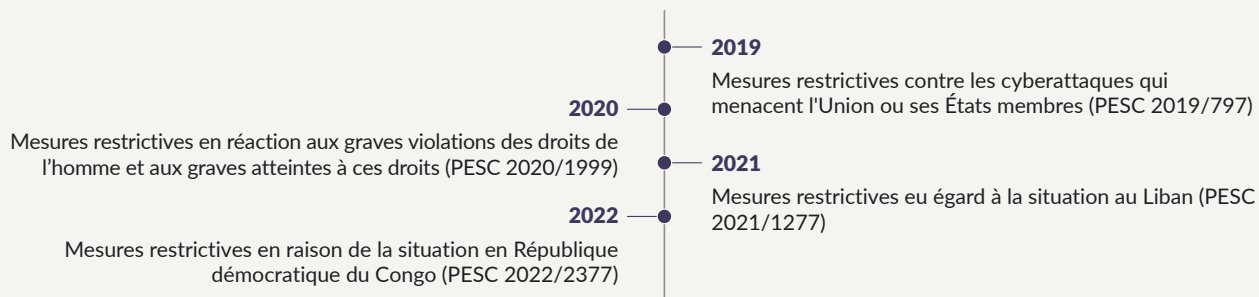 2019
Mesures restrictives contre les cyberattaques qui
menacent l'Union ou ses États membres (PESC 2019/797)
2020
Mesures restrictives en réaction aux graves violations des droits de
l’homme et aux graves atteintes à ces droits (PESC 2020/1999)
2021
Mesures restrictives eu égard à la situation au Liban (PESC
2021/1277)
2022
Mesures restrictives en raison de la situation en République
démocratique du Congo (PESC 2022/2377)